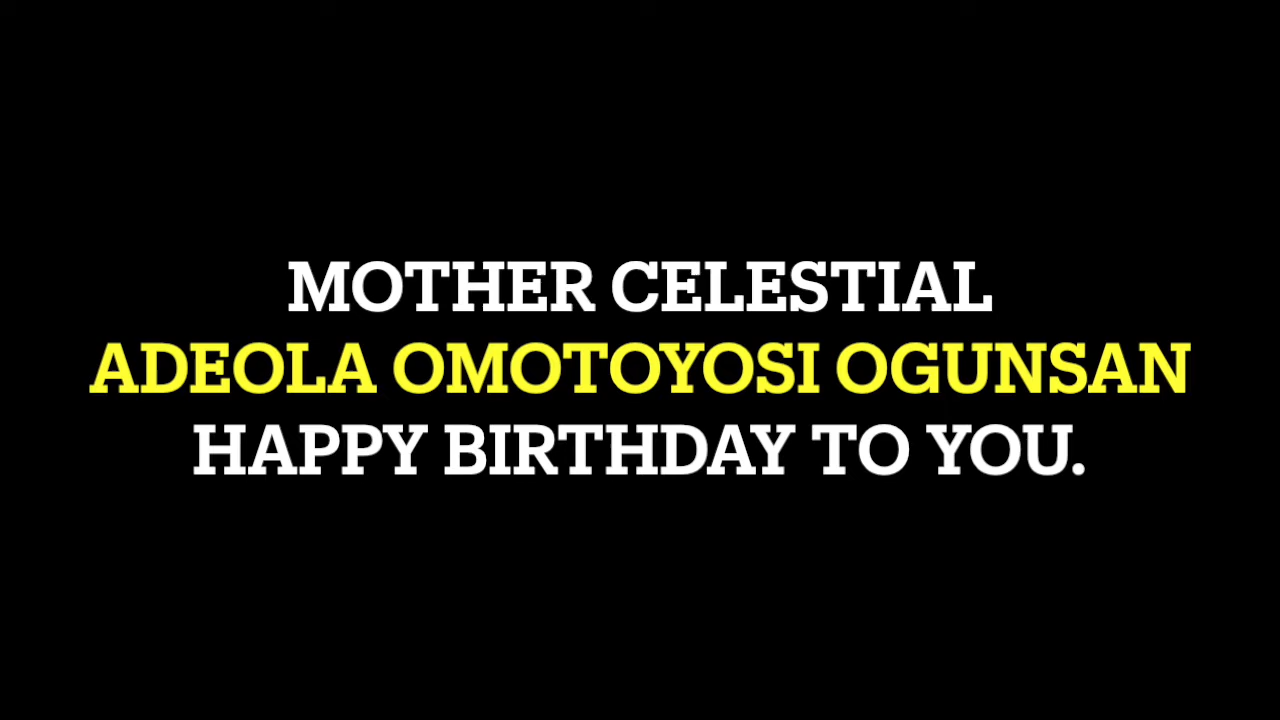 MOTHER CELESTIAL
ADEOLA OMOTOYOSI OGUNSAN
HAPPY BIRTHDAY TO YOU.